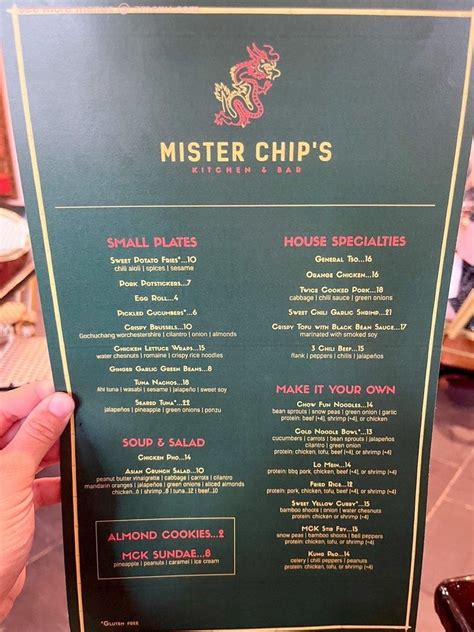 MISTER CHIP'S
KITCHEN & BAR
SMALL PLATES
SWEET POTATO FRIES*...10
chili aioli | spices | sesame
PORK POTSTICKERS...7
EGG ROLL...4
PICKLED CUCUMBERS*...6
CRISPY BRUSSELS...10
Gochuchang worchestershire | cilantro | onion | almonds
CHICKEN LETTUCE WRAPS...15
water chesnuts | romaine | crispy rice noodles
GINGER GARLIC GREEN BEANS...8
TUNA NACHOS...18
Ahi tuna | wasabi | sesame | jalapeño | sweet soy
SEARED TUNA*...22
jalapeños | pineapple | green onions | ponzu
SOUP & SALAD
CHICKEN PHO...14
ASIAN CRUNCH SALAD...10
peanut butter vinaigrette | cabbage | carrots | cilantro
mandarin oranges | jalapeños | green onions | sliced almonds
chicken...6 | shrimp...8 | tuna...12 | beef...10
ALMOND COOKIES...2
MCK SUNDAE...8
pineapple | peanuts | caramel | ice cream
*GLUTEN FREE
HOUSE SPECIALTIES
GENERAL TSO...16
ORANGE CHICKEN...16
TWICE COOKED PORK...18
cabbage | chili sauce | green onions
SWEET CHILI GARLIC SHRIMP...21
CRISPY TOFU WITH BLACK BEAN SAUCE...17
marinated with smoked soy
3 CHILI BEEF...15
flank | peppers | chilis | jalapeños
MAKE IT YOUR OWN
CHOW FUN NOODLES...14
bean sprouts | snow peas | green onion | garlic
protein: beef (+4), shrimp (+4), or chicken
COLD NOODLE BOWL*...13
cucumbers | carrots | bean sprouts | jalapeños
cilantro | green onion
protein: chicken, tofu, beef (+4), or shrimp (+4)
LO MEIN...14
protein: bbq pork, chicken, tofu, beef (+4), or shrimp (+4)
FRIED RICE...12
protein: pork, chicken, tofu, beef (+4), or shrimp (+4)
SWEET YELLOW CURRY*...15
bamboo shoots | onion | water chesnuts
protein: chicken or shrimp (+4)
MCK STIR FRY...15
snow peas | bamboo shoots | bell peppers
protein: chicken, tofu, or shrimp (+4)
KUNG PAO...14
celery | chili peppers | peanuts
protein: chicken, tofu, or shrimp (+4)